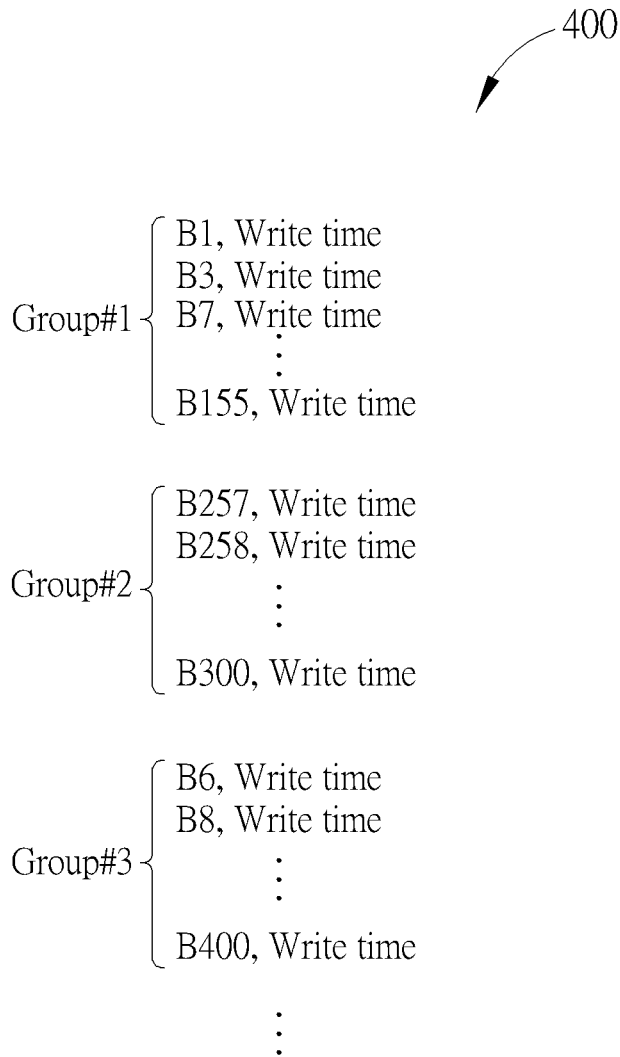 400
B1, Write time
B3, Write time
Group#1
B7, Write time
B155, Write time
B257, Write time
B258, Write time
Group#2
B300, Write time
B6, Write time
B8, Write time
Group#3
B400, Write time